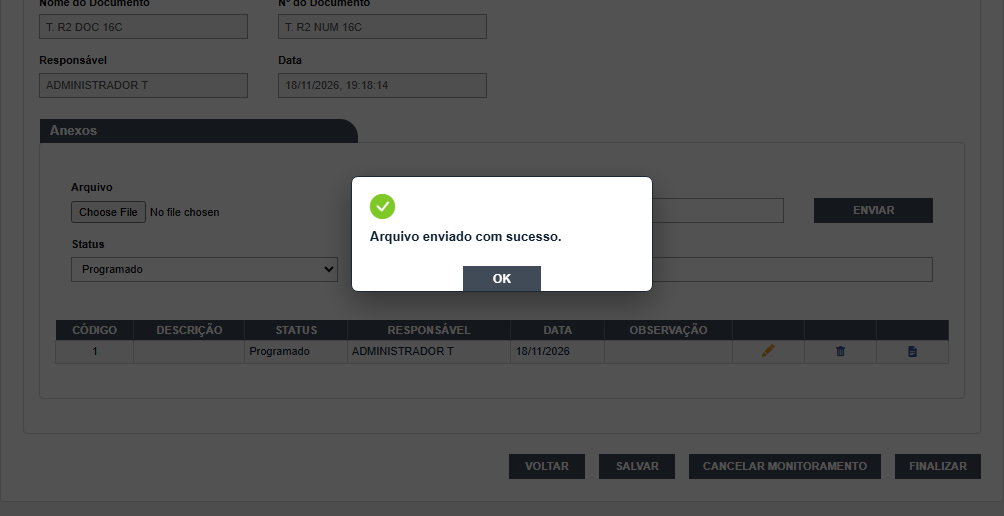 Nome do Documento
Nº do Documento
T. R2 DOC 16C
T. R2 NUM 16C
Responsável
Data
ADMINISTRADOR T
18/11/2026, 19:18:14
Anexos
Arquivo
Choose File No file chosen
ENVIAR
Status
Programado
Arquivo enviado com sucesso.
OK
CÓDIGO DESCRIÇÃO STATUS RESPONSÁVEL DATA OBSERVAÇÃO
1 Programado ADMINISTRADOR T 18/11/2026
VOLTAR SALVAR CANCELAR MONITORAMENTO FINALIZAR